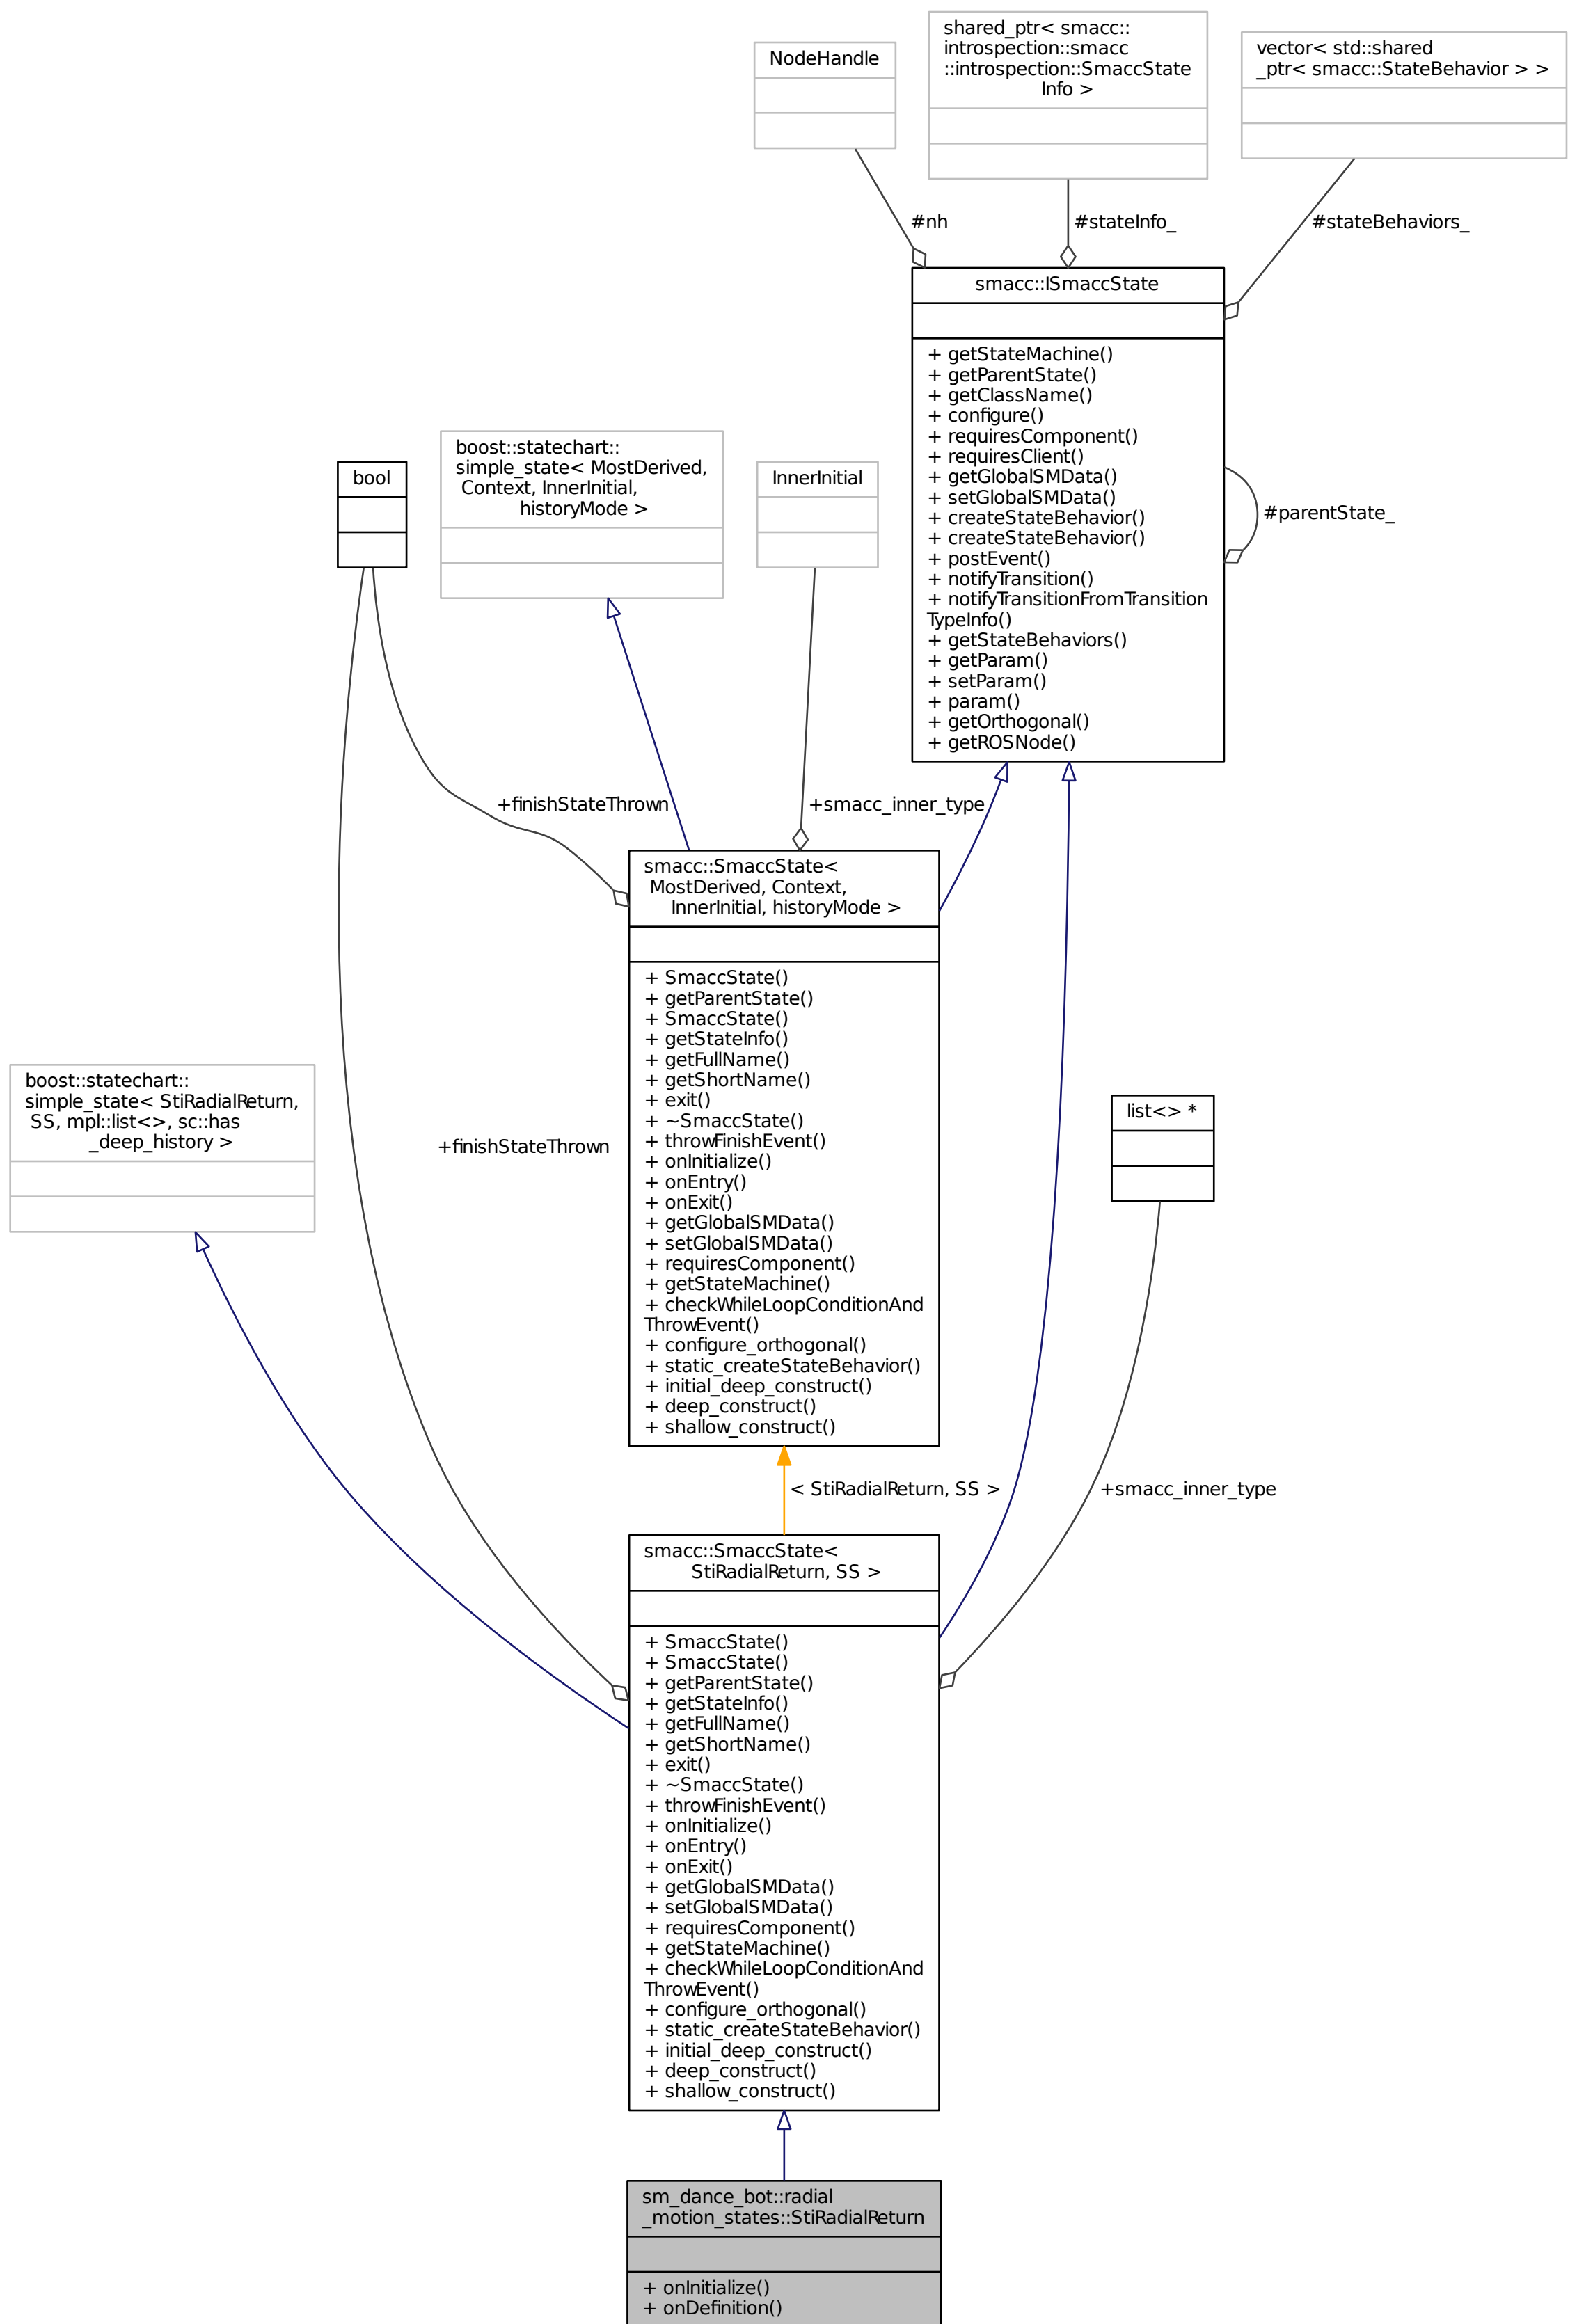 NodeHandle
shared_ptr< smacc::
introspection::smacc
::introspection::SmaccState
Info >
vector< std::shared
_ptr< smacc::StateBehavior > >
#nh
#stateInfo_
#stateBehaviors_
smacc::ISmaccState
+ getStateMachine()
+ getParentState()
+ getClassName()
+ configure()
+ requiresComponent()
+ requiresClient()
+ getGlobalSMData()
+ setGlobalSMData()
+ createStateBehavior()
+ createStateBehavior()
+ postEvent()
+ notifyTransition()
+ notifyTransitionFromTransition
TypeInfo()
+ getStateBehaviors()
+ getParam()
+ setParam()
+ param()
+ getOrthogonal()
+ getROSNode()
#parentState_
bool
boost::statechart::
simple_state< MostDerived,
Context, InnerInitial,
historyMode >
InnerInitial
+finishStateThrown
+smacc_inner_type
smacc::SmaccState<
MostDerived, Context,
InnerInitial, historyMode >
+ SmaccState()
+ getParentState()
+ SmaccState()
+ getStateInfo()
+ getFullName()
+ getShortName()
+ exit()
+ ~SmaccState()
+ throwFinishEvent()
+ onInitialize()
+ onEntry()
+ onExit()
+ getGlobalSMData()
+ setGlobalSMData()
+ requiresComponent()
+ getStateMachine()
+ checkWhileLoopConditionAnd
ThrowEvent()
+ configure_orthogonal()
+ static_createStateBehavior()
+ initial_deep_construct()
+ deep_construct()
+ shallow_construct()
boost::statechart::
simple_state< StiRadialReturn,
SS, mpl::list<>, sc::has
_deep_history >
+finishStateThrown
list<> *
< StiRadialReturn, SS >
+smacc_inner_type
smacc::SmaccState<
StiRadialReturn, SS >
+ SmaccState()
+ SmaccState()
+ getParentState()
+ getStateInfo()
+ getFullName()
+ getShortName()
+ exit()
+ ~SmaccState()
+ throwFinishEvent()
+ onInitialize()
+ onEntry()
+ onExit()
+ getGlobalSMData()
+ setGlobalSMData()
+ requiresComponent()
+ getStateMachine()
+ checkWhileLoopConditionAnd
ThrowEvent()
+ configure_orthogonal()
+ static_createStateBehavior()
+ initial_deep_construct()
+ deep_construct()
+ shallow_construct()
sm_dance_bot::radial
_motion_states::StiRadialReturn
+ onInitialize()
+ onDefinition()